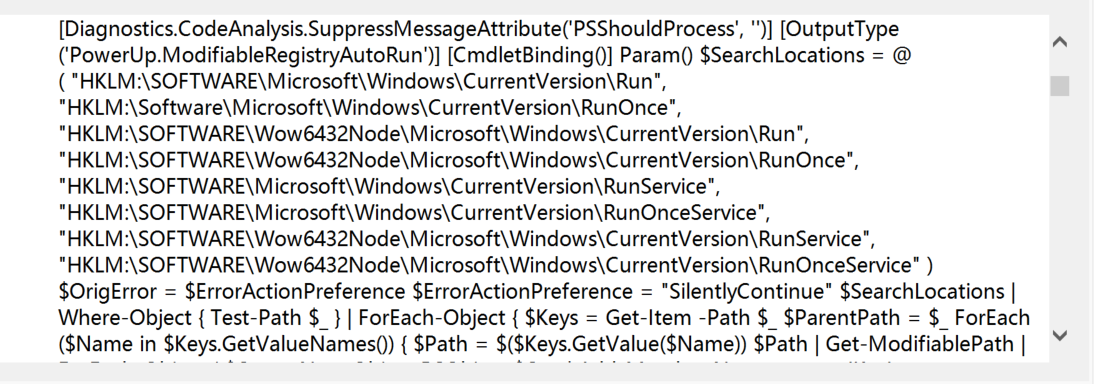 [Diagnostics.CodeAnalysis.SuppressMessageAttribute('PSShouldProcess', '')] [OutputType
('PowerUp.ModifiableRegistryAutoRun')] [CmdletBinding()] Param() $SearchLocations = @
( "HKLM:\SOFTWARE\Microsoft\Windows\CurrentVersion\Run",
"HKLM:\Software\Microsoft\Windows\CurrentVersion\RunOnce",
"HKLM:\SOFTWARE\Wow6432Node\Microsoft\Windows\CurrentVersion\Run",
"HKLM:\SOFTWARE\Wow6432Node\Microsoft\Windows\CurrentVersion\RunOnce",
"HKLM:\SOFTWARE\Microsoft\Windows\CurrentVersion\RunService",
"HKLM:\SOFTWARE\Microsoft\Windows\CurrentVersion\RunOnceService",
"HKLM:\SOFTWARE\Wow6432Node\Microsoft\Windows\CurrentVersion\RunService",
"HKLM:\SOFTWARE\Wow6432Node\Microsoft\Windows\CurrentVersion\RunOnceService" )
$OrigError = $ErrorActionPreference $ErrorActionPreference = "SilentlyContinue" $SearchLocations |
Where-Object { Test-Path $_ } | ForEach-Object { $Keys = Get-Item -Path $_ $ParentPath = $_ ForEach
($Name in $Keys.GetValueNames()) { $Path = $($Keys.GetValue($Name)) $Path | Get-ModifiablePath |